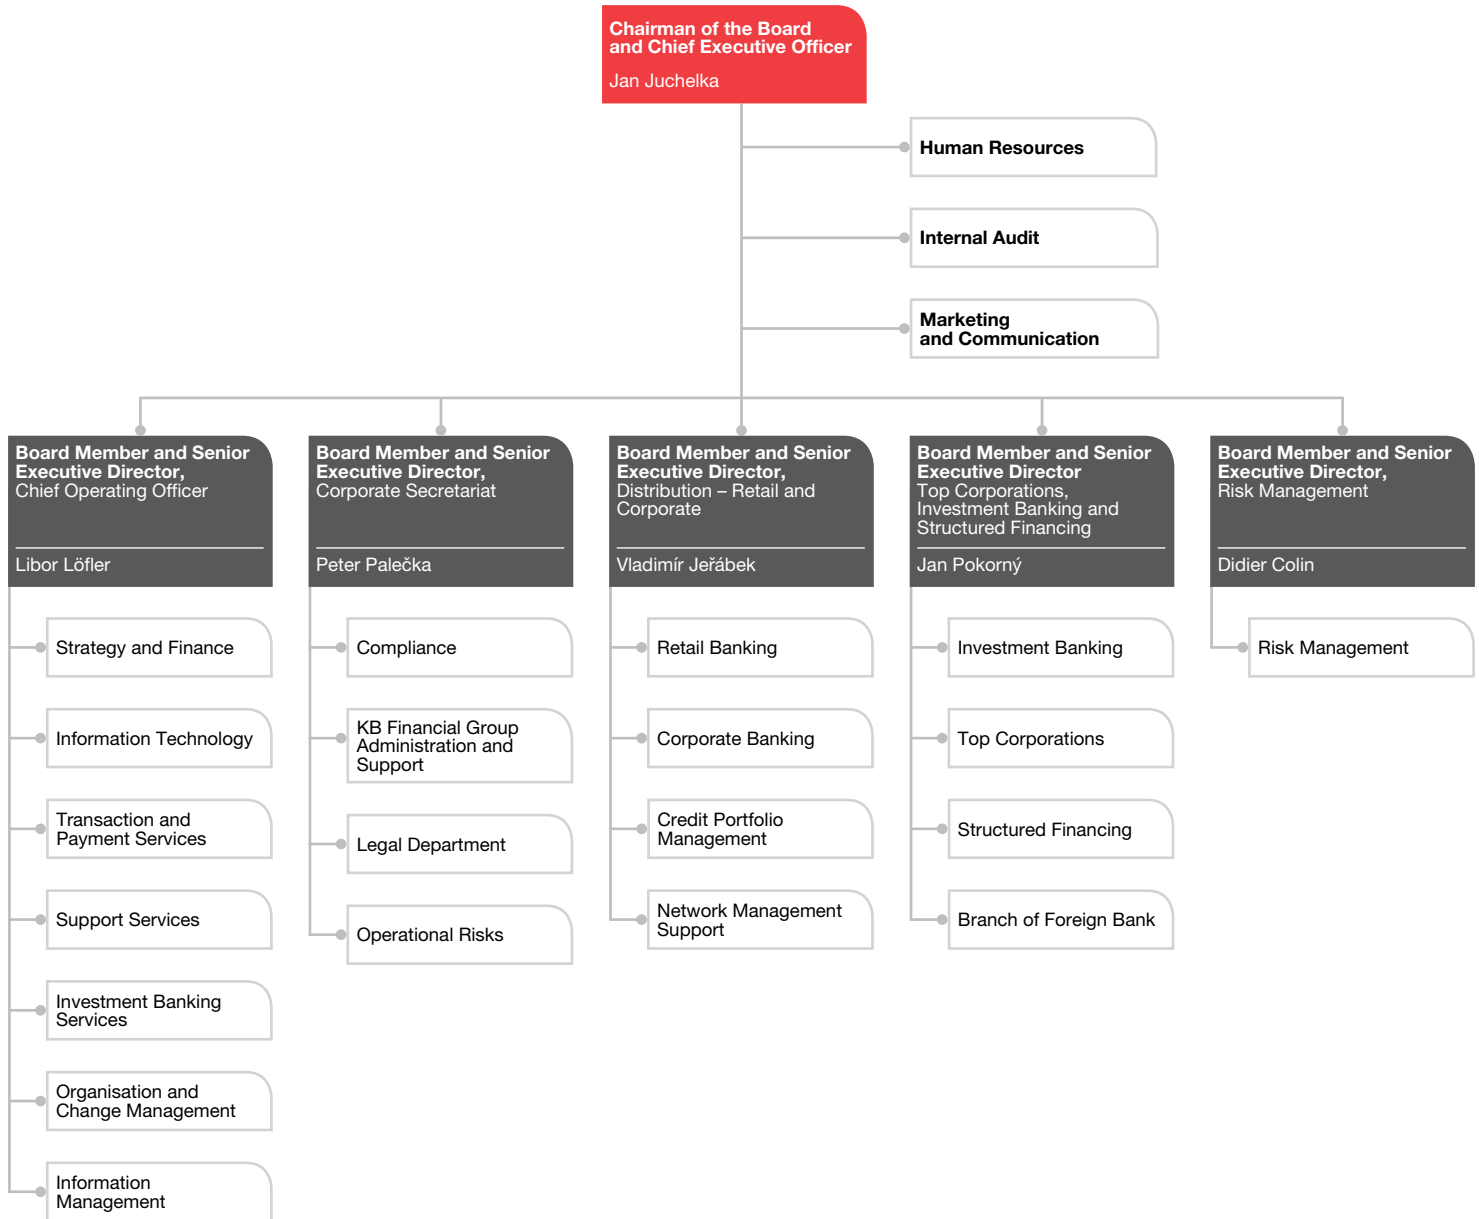 Chairman of the Board
and Chief Executive Officer
Jan Juchelka
Human Resources
Internal Audit
Marketing
and Communication
Board Member and Senior
Executive Director,
Chief Operating Officer
Libor Löfler
Strategy and Finance
Information Technology
Transaction and
Payment Services
Support Services
Investment Banking
Services
Organisation and
Change Management
Information
Management
Board Member and Senior
Executive Director,
Corporate Secretariat
Peter Palečka
Compliance
KB Financial Group
Administration and
Support
Legal Department
Operational Risks
Board Member and Senior
Executive Director,
Distribution – Retail and
Corporate
Vladimír Jeřábek
Retail Banking
Corporate Banking
Credit Portfolio
Management
Network Management
Support
Board Member and Senior
Executive Director
Top Corporations,
Investment Banking and
Structured Financing
Jan Pokorný
Investment Banking
Top Corporations
Structured Financing
Branch of Foreign Bank
Board Member and Senior
Executive Director,
Risk Management
Didier Colin
Risk Management